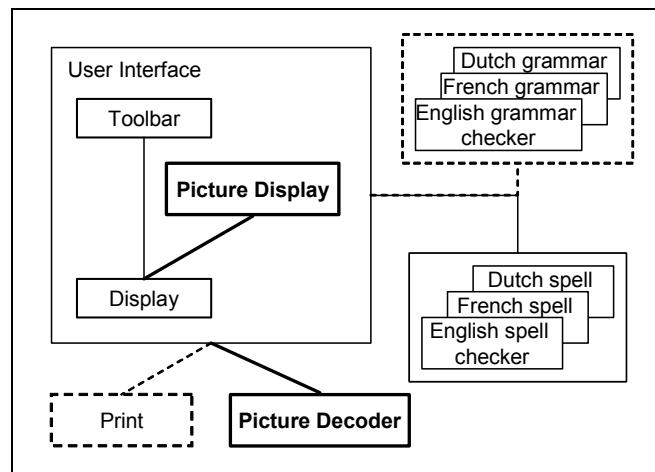 User Interface
Toolbar
Picture Display
Display
Dutch grammar
French grammar
English grammar
checker
Dutch spell
French spell
English spell
checker
Print
Picture Decoder